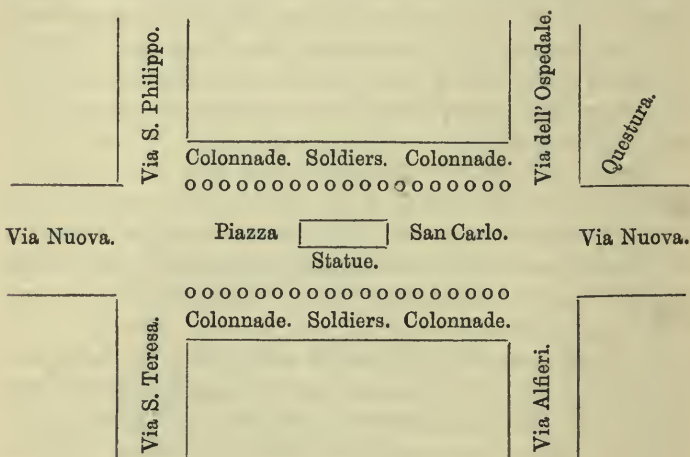 Via S. Philippo.
Via dell' Ospedale.
Questura.
Colonnade. Soldiers. Colonnade.
Via Nuova.
Piazza
San Carlo.
Via Nuova.
Statue.
Colonnade. Soldiers. Colonnade.
Via S. Teresa.
Via Alfieri.